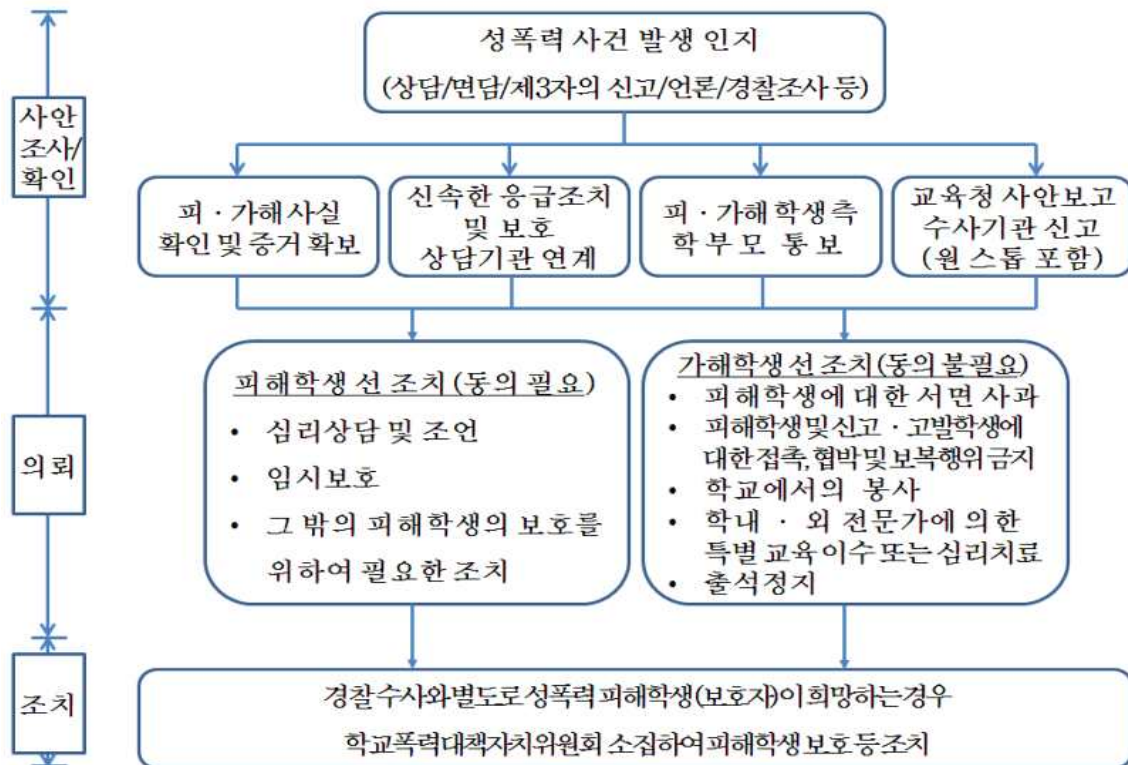 성폭력 사건 발생 인지
(상담/면담/제3자의 신고/언론/경찰조사 등)
사안
조사/
확인
피·가해 사실
확인 및 증거 확보
신속한 응급조치
및 보호
상담기관 연계
피·가해 학생측
학부모 통보
교육청 사안보고
수사기관 신고
(원스톱 포함)
의뢰
피해학생 선 조치(동의 필요)
• 심리상담 및 조언
• 임시보호
• 그 밖의 피해학생의 보호를
위하여 필요한 조치
가해학생 선 조치(동의 불필요)
• 피해학생에 대한 서면 사과
• 피해학생 및 신고·고발학생에
대한 접촉, 협박 및 보복행위 금지
• 학교에서의 봉사
• 학내·외 전문가에 의한
특별 교육 이수 또는 심리치료
• 출석정지
조치
경찰 수사와 별도로 성폭력 피해학생(보호자)이 희망하는 경우
학교폭력대책자치위원회 소집하여 피해학생 보호 등 조치